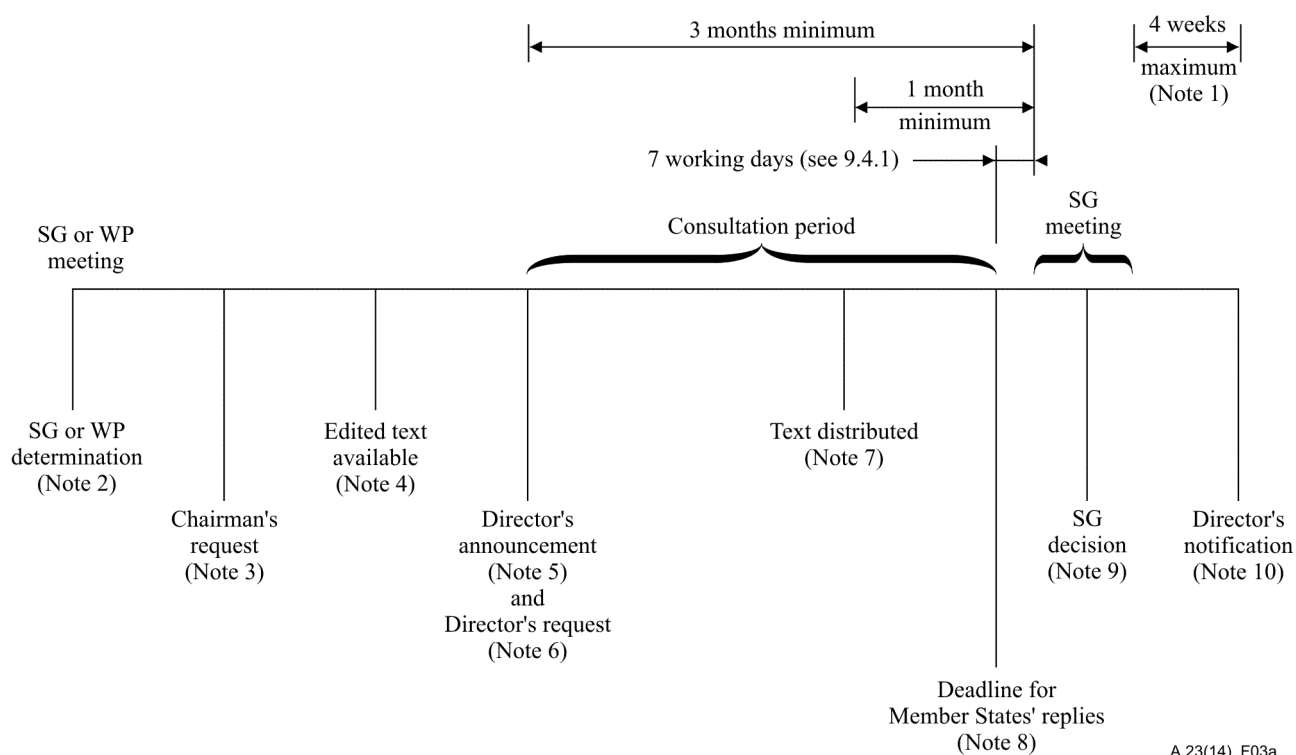 3 months minimum
4 weeks
maximum
(Note 1)
1 month
minimum
7 working days (see 9.4.1)
SG or WP
meeting
Consultation period
SG
meeting
SG or WP
determination
(Note 2)
Chairman's
request
(Note 3)
Edited text
available
(Note 4)
Director's
announcement
(Note 5)
and
Director's request
(Note 6)
Text distributed
(Note 7)
Deadline for
Member States' replies
(Note 8)
SG
decision
(Note 9)
Director's
notification
(Note 10)
A.23(14)_F03a